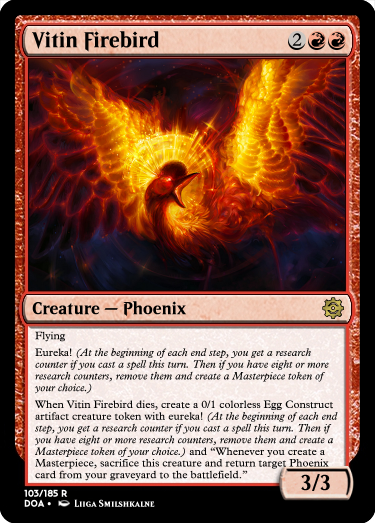 Vitin Firebird 2
Creature — Phoenix
Flying
Eureka! (At the beginning of each end step, you get a research
counter if you cast a spell this turn. Then if you have eight or more
research counters, remove them and create a Masterpiece token of
your choice.)
When Vitin Firebird dies, create a 0/1 colorless Egg Construct
artifact creature token with eureka! (At the beginning of each end
step, you get a research counter if you cast a spell this turn. Then if
you have eight or more research counters, remove them and create a
Masterpiece token of your choice.) and “Whenever you create a
Masterpiece, sacrifice this creature and return target Phoenix
card from your graveyard to the battlefield.”
3/3
103/185 R
DOA • Liiga Smilshkalne